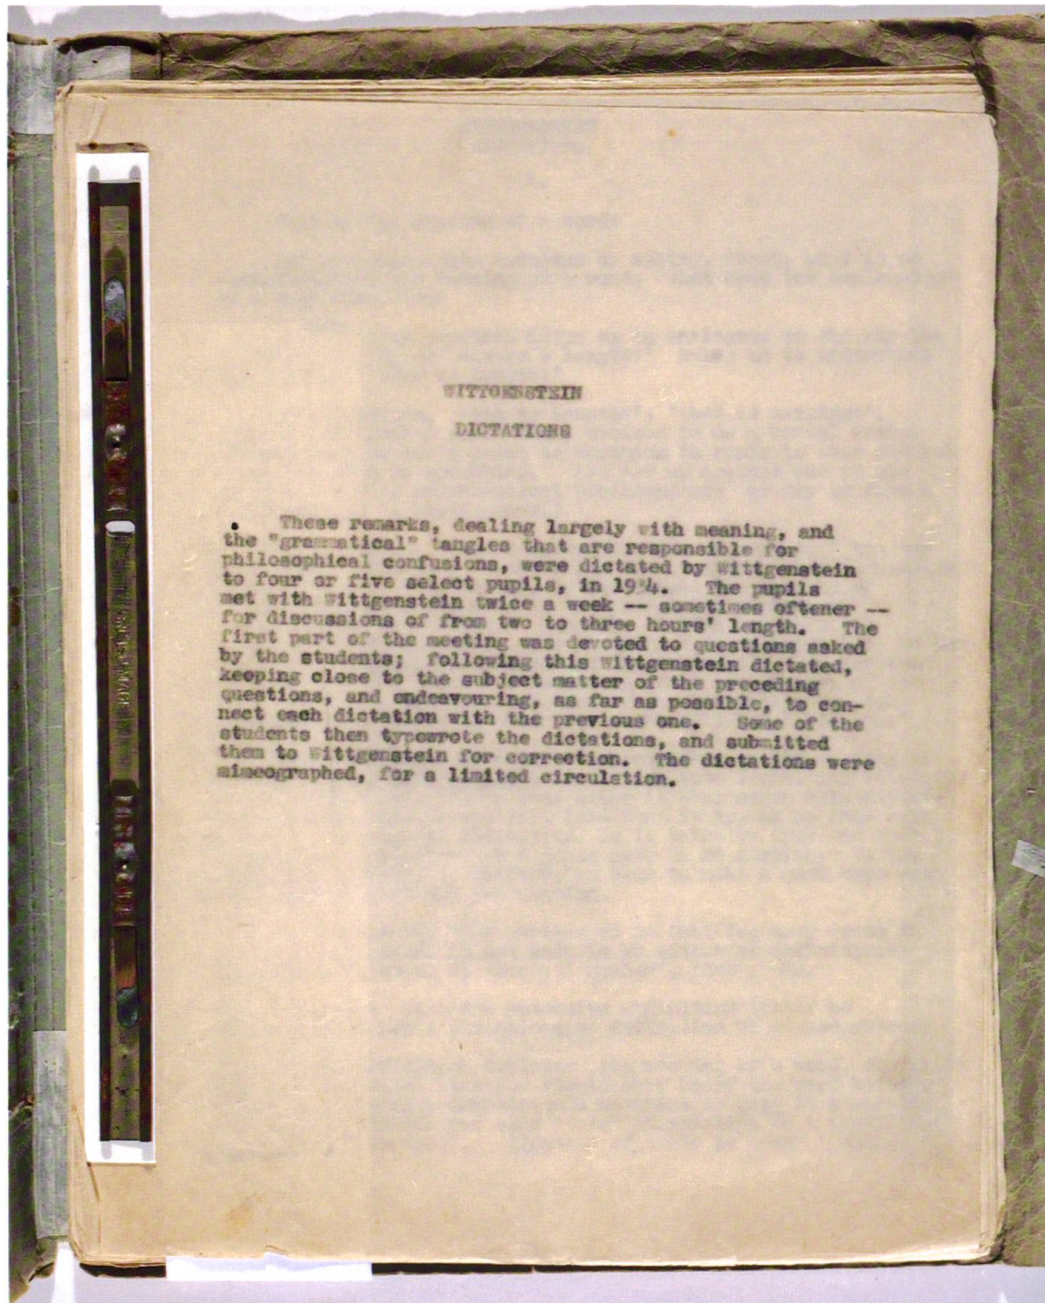 WITTGENSTEIN
DICTATIONS
These remarks, dealing largely with meaning, and
the "grammatical" tangles that are responsible for
philosophical confusions, were dictated by Wittgenstein
to four or five select pupils, in 1934. The pupils
met with Wittgenstein twice a week -- sometimes oftener --
for discussions of from two to three hours' length. The
first part of the meeting was devoted to questions asked
by the students; following this Wittgenstein dictated,
keeping close to the subject matter of the preceding
questions, and endeavouring, as far as possible, to con-
nect each dictation with the previous one. Some of the
students then typewrote the dictations, and submitted
them to Wittgenstein for correction. The dictations were
mimeographed, for a limited circulation.